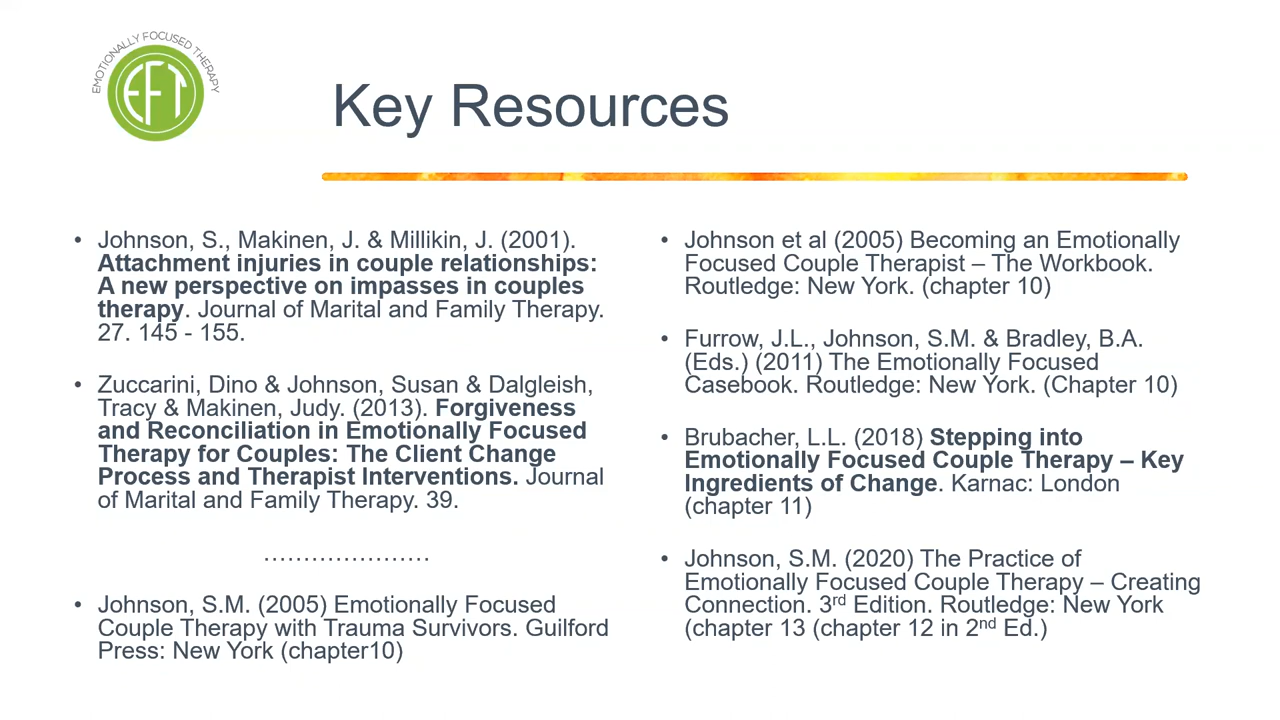 EMOTIONALLY FOCUSED THERAPY
EFT
Key Resources
• Johnson, S., Makinen, J. & Millikin, J. (2001).
Attachment injuries in couple relationships:
A new perspective on impasses in couples
therapy. Journal of Marital and Family Therapy.
27. 145 - 155.
• Zuccarini, Dino & Johnson, Susan & Dalgleish,
Tracy & Makinen, Judy. (2013). Forgiveness
and Reconciliation in Emotionally Focused
Therapy for Couples: The Client Change
Process and Therapist Interventions. Journal
of Marital and Family Therapy. 39.
…………………
• Johnson, S.M. (2005) Emotionally Focused
Couple Therapy with Trauma Survivors. Guilford
Press: New York (chapter10)
• Johnson et al (2005) Becoming an Emotionally
Focused Couple Therapist – The Workbook.
Routledge: New York. (chapter 10)
• Furrow, J.L., Johnson, S.M. & Bradley, B.A.
(Eds.) (2011) The Emotionally Focused
Casebook. Routledge: New York. (Chapter 10)
• Brubacher, L.L. (2018) Stepping into
Emotionally Focused Couple Therapy – Key
Ingredients of Change. Karnac: London
(chapter 11)
• Johnson, S.M. (2020) The Practice of
Emotionally Focused Couple Therapy – Creating
Connection. 3rd Edition. Routledge: New York
(chapter 13 (chapter 12 in 2nd Ed.)